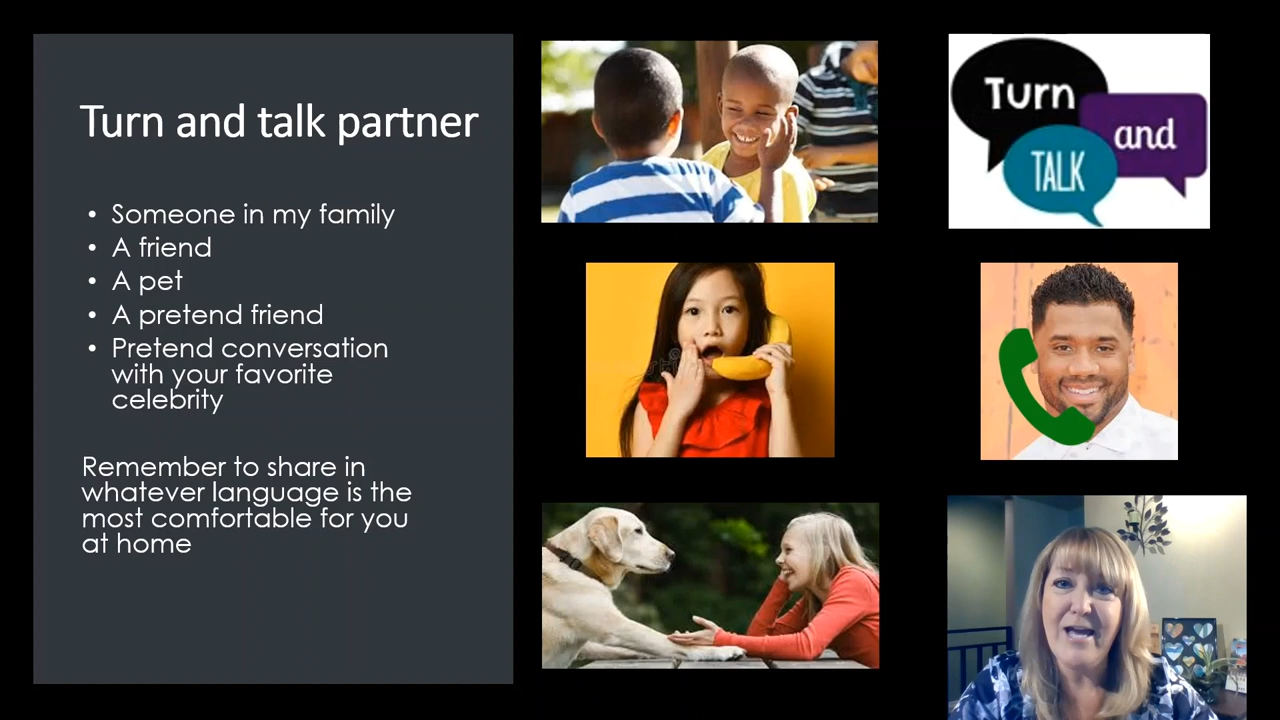 Turn and talk partner
• Someone in my family
• A friend
• A pet
• A pretend friend
• Pretend conversation
with your favorite
celebrity
Remember to share in
whatever language is the
most comfortable for you
at home
Turn
and
TALK